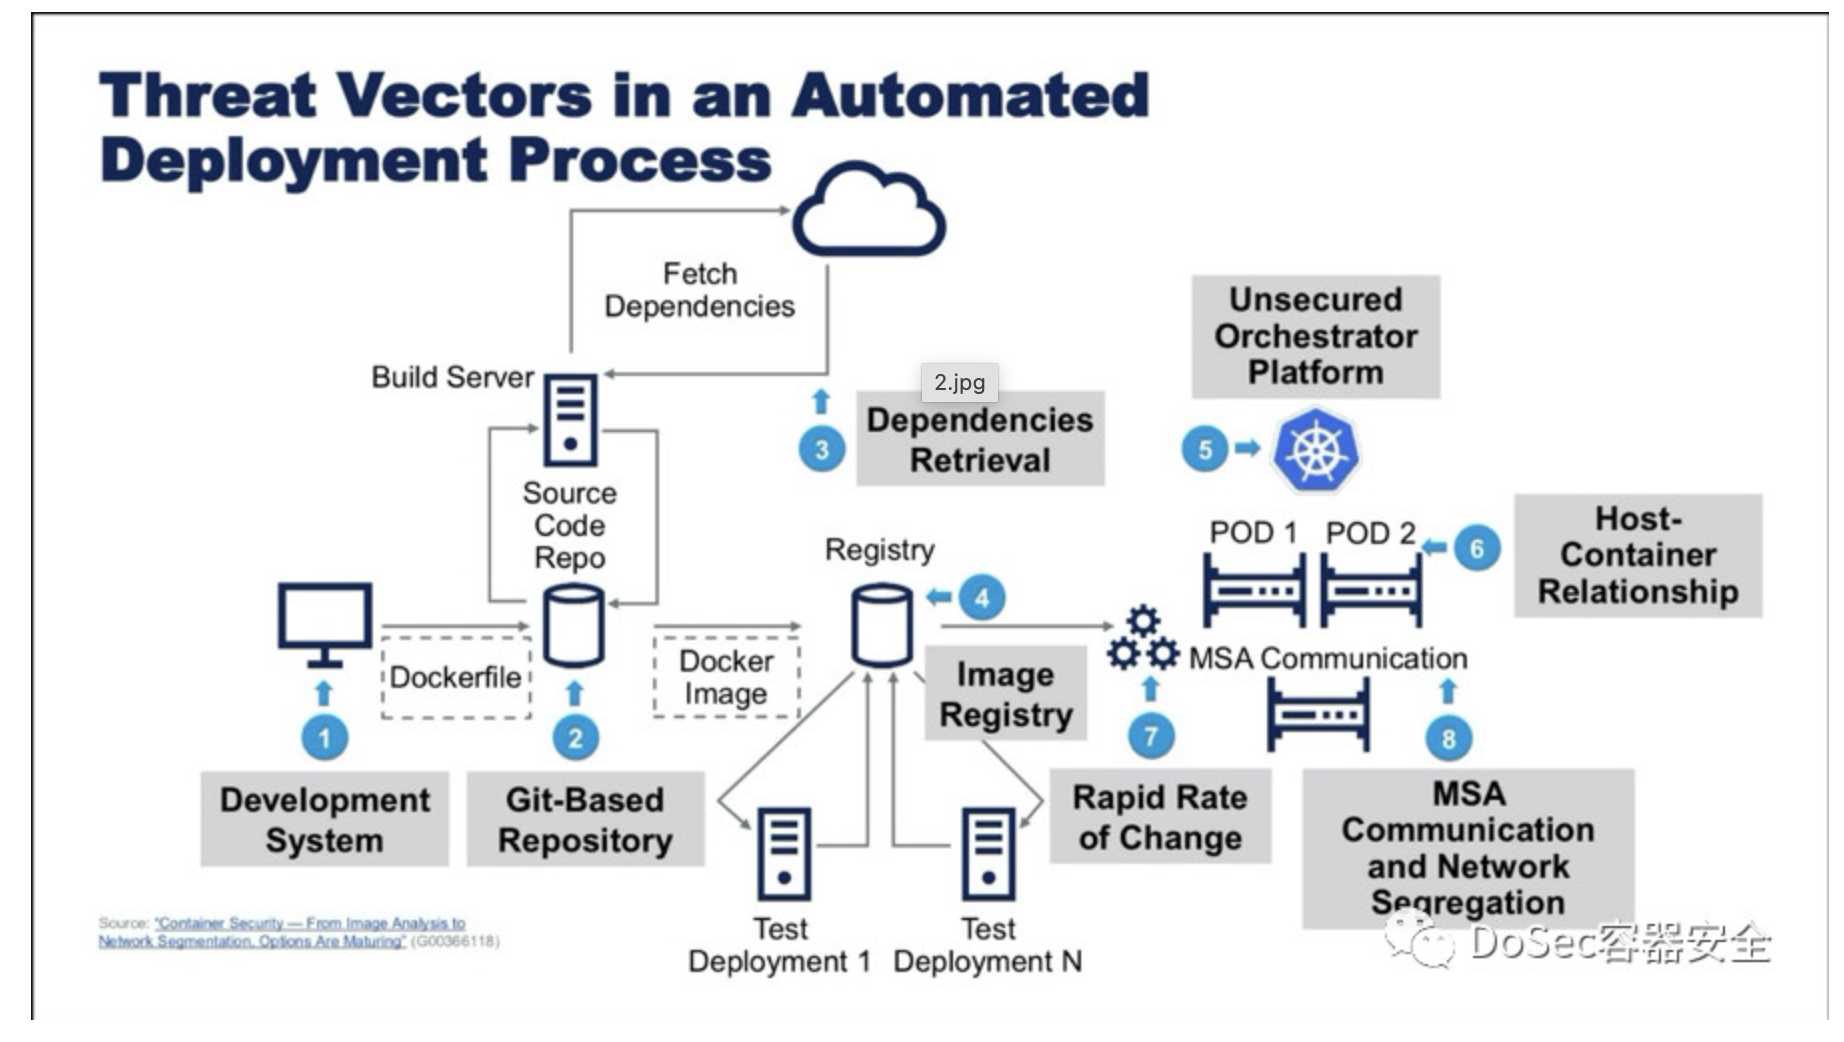 Threat Vectors in an Automated
Deployment Process
Fetch
Dependencies
Build Server
2.jpg
3
Dependencies
Retrieval
Unsecured
Orchestrator
Platform
5
Source
Code
Repo
Registry
4
POD 1
POD 2
6
Host-
Container
Relationship
Dockerfile
Docker
Image
Image
Registry
MSA Communication
1
2
7
8
Development
System
Git-Based
Repository
Rapid Rate
of Change
MSA
Communication
and Network
Segregation
Test
Deployment 1
Test
Deployment N
Source: "Container Security — From Image Analysis to
Network Segmentation, Options Are Maturing" (G00366118)
DoSec容器安全